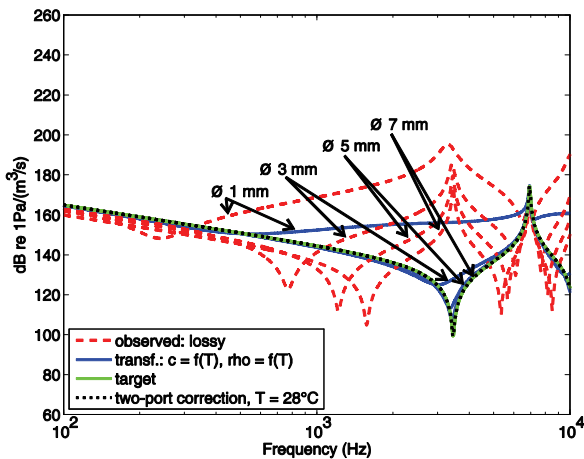 260
240
220
200
180
160
140
120
100
80
60
dB re 1Pa/(m³/s)
Ø 7 mm
Ø 5 mm
Ø 3 mm
Ø 1 mm
observed: lossy
transf.: c = f(T), rho = f(T)
target
two-port correction, T = 28°C
10² 10³ 10⁴
Frequency (Hz)